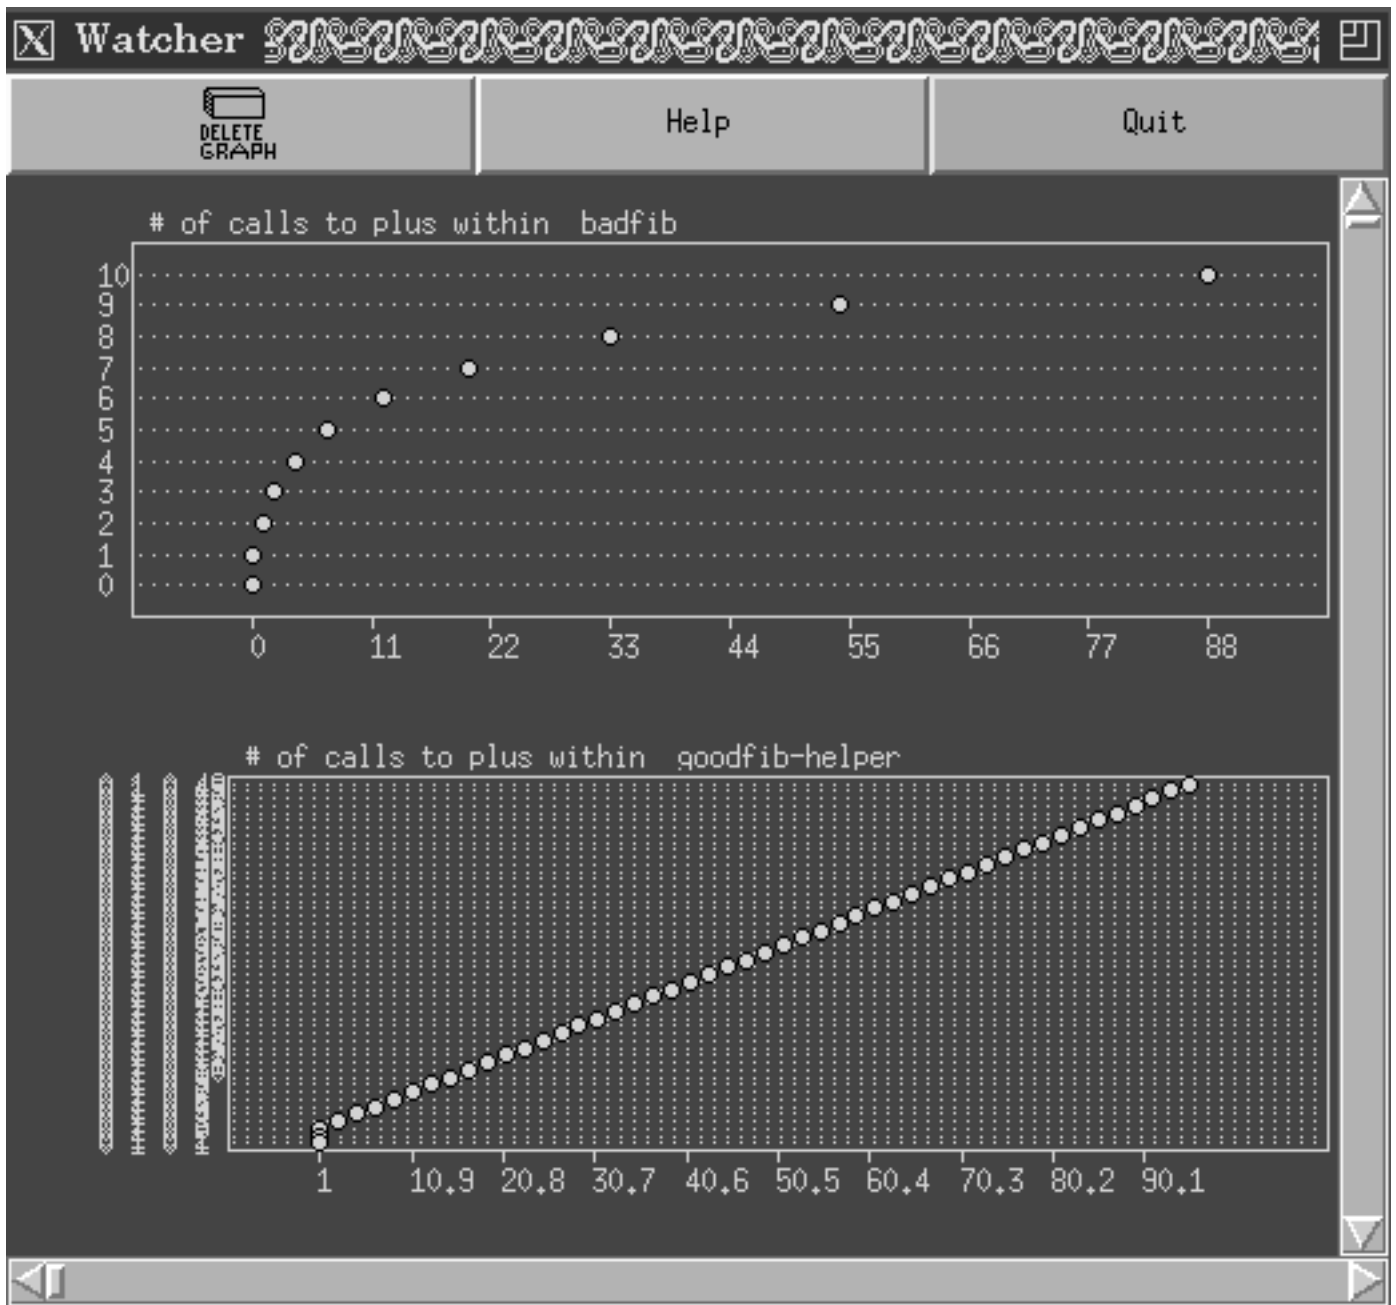 X Watcher
DELETE GRAPH
Help
Quit
# of calls to plus within badfib
10
9
8
7
6
5
4
3
2
1
0
0 11 22 33 44 55 66 77 88
# of calls to plus within goodfib-helper
1 10.9 20.8 30.7 40.6 50.5 60.4 70.3 80.2 90.1